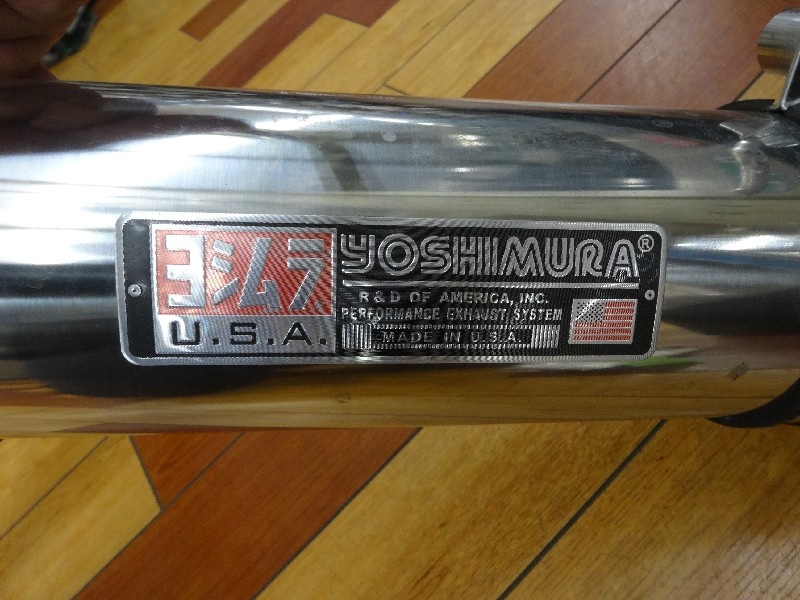 ヨシムラ
U.S.A.
YOSHIMURA®
R & D OF AMERICA, INC.
PERFORMANCE EXHAUST SYSTEM
MADE IN U.S.A.